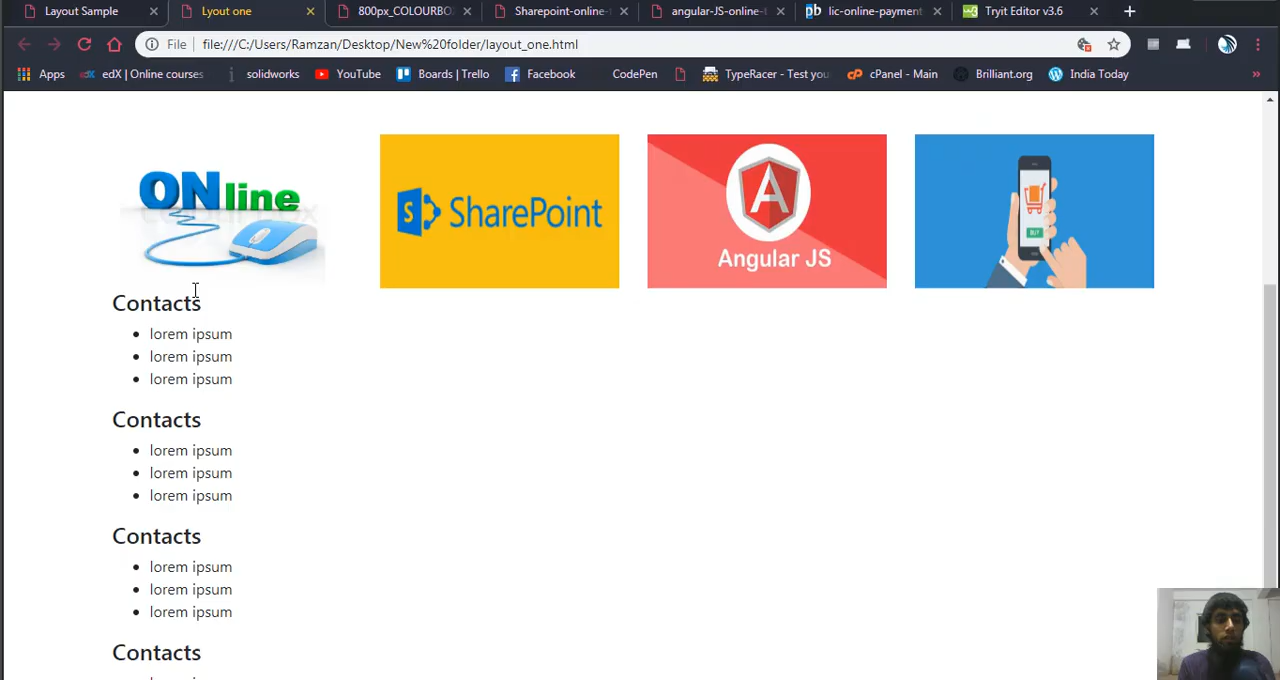 Layout Sample
Lyout one
800px_COLOURBO
Sharepoint-online-
angular-JS-online-
pb lic-online-payment
w3 Tryit Editor v3.6
File file:///C:/Users/Ramzan/Desktop/New%20folder/layout_one.html
Apps edX | Online courses solidworks YouTube Boards | Trello Facebook CodePen TypeRacer - Test you cPanel - Main Brilliant.org India Today »
ONline
S SharePoint
A
Angular JS
BUY
Contacts
lorem ipsum
lorem ipsum
lorem ipsum
Contacts
lorem ipsum
lorem ipsum
lorem ipsum
Contacts
lorem ipsum
lorem ipsum
lorem ipsum
Contacts